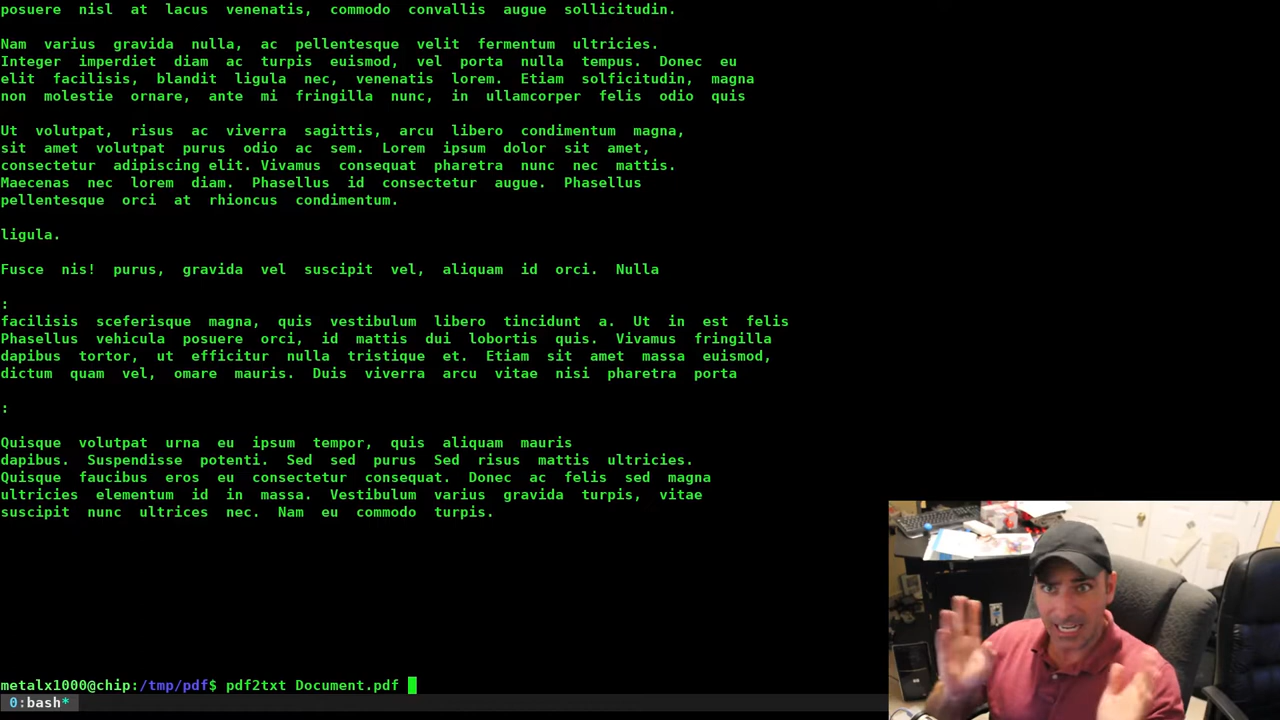 posuere nisl at lacus venenatis, commodo convallis augue sollicitudin.
Nam varius gravida nulla, ac pellentesque velit fermentum ultricies.
Integer imperdiet diam ac turpis euismod, vel porta nulla tempus. Donec eu
elit facilisis, blandit ligula nec, venenatis lorem. Etiam solficitudin, magna
non molestie ornare, ante mi fringilla nunc, in ullamcorper felis odio quis
Ut volutpat, risus ac viverra sagittis, arcu libero condimentum magna,
sit amet volutpat purus odio ac sem. Lorem ipsum dolor sit amet,
consectetur adipiscing elit. Vivamus consequat pharetra nunc nec mattis.
Maecenas nec lorem diam. Phasellus id consectetur augue. Phasellus
pellentesque orci at rhioncus condimentum.
ligula.
Fusce nis! purus, gravida vel suscipit vel, aliquam id orci. Nulla
:
facilisis sceferisque magna, quis vestibulum libero tincidunt a. Ut in est felis
Phasellus vehicula posuere orci, id mattis dui lobortis quis. Vivamus fringilla
dapibus tortor, ut efficitur nulla tristique et. Etiam sit amet massa euismod,
dictum quam vel, omare mauris. Duis viverra arcu vitae nisi pharetra porta
:
Quisque volutpat urna eu ipsum tempor, quis aliquam mauris
dapibus. Suspendisse potenti. Sed sed purus Sed risus mattis ultricies.
Quisque faucibus eros eu consectetur consequat. Donec ac felis sed magna
ultricies elementum id in massa. Vestibulum varius gravida turpis, vitae
suscipit nunc ultrices nec. Nam eu commodo turpis.
metalx1000@chip:/tmp/pdf$ pdf2txt Document.pdf
0:bash*